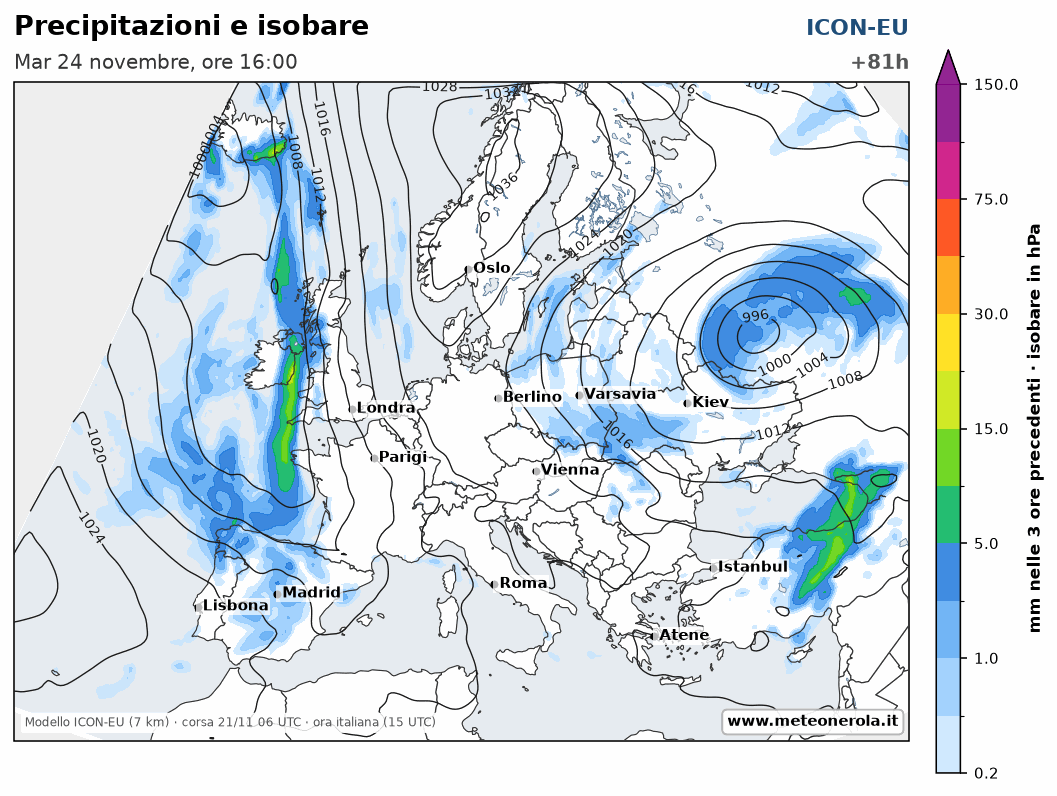 Precipitazioni e isobare
ICON-EU
Mar 24 novembre, ore 16:00
+81h
1028
1032
16
1012
1004
1000
1008
1016
1012
036
1024
1020
Oslo
996
1000
1004
1008
Berlino
Varsavia
Kiev
Londra
1012
1016
1020
Parigi
Vienna
1024
Istanbul
Roma
Madrid
Lisbona
Atene
Modello ICON-EU (7 km) · corsa 21/11 06 UTC · ora italiana (15 UTC)
www.meteonerola.it
150.0
75.0
30.0
15.0
5.0
1.0
0.2
mm nelle 3 ore precedenti · isobare in hPa